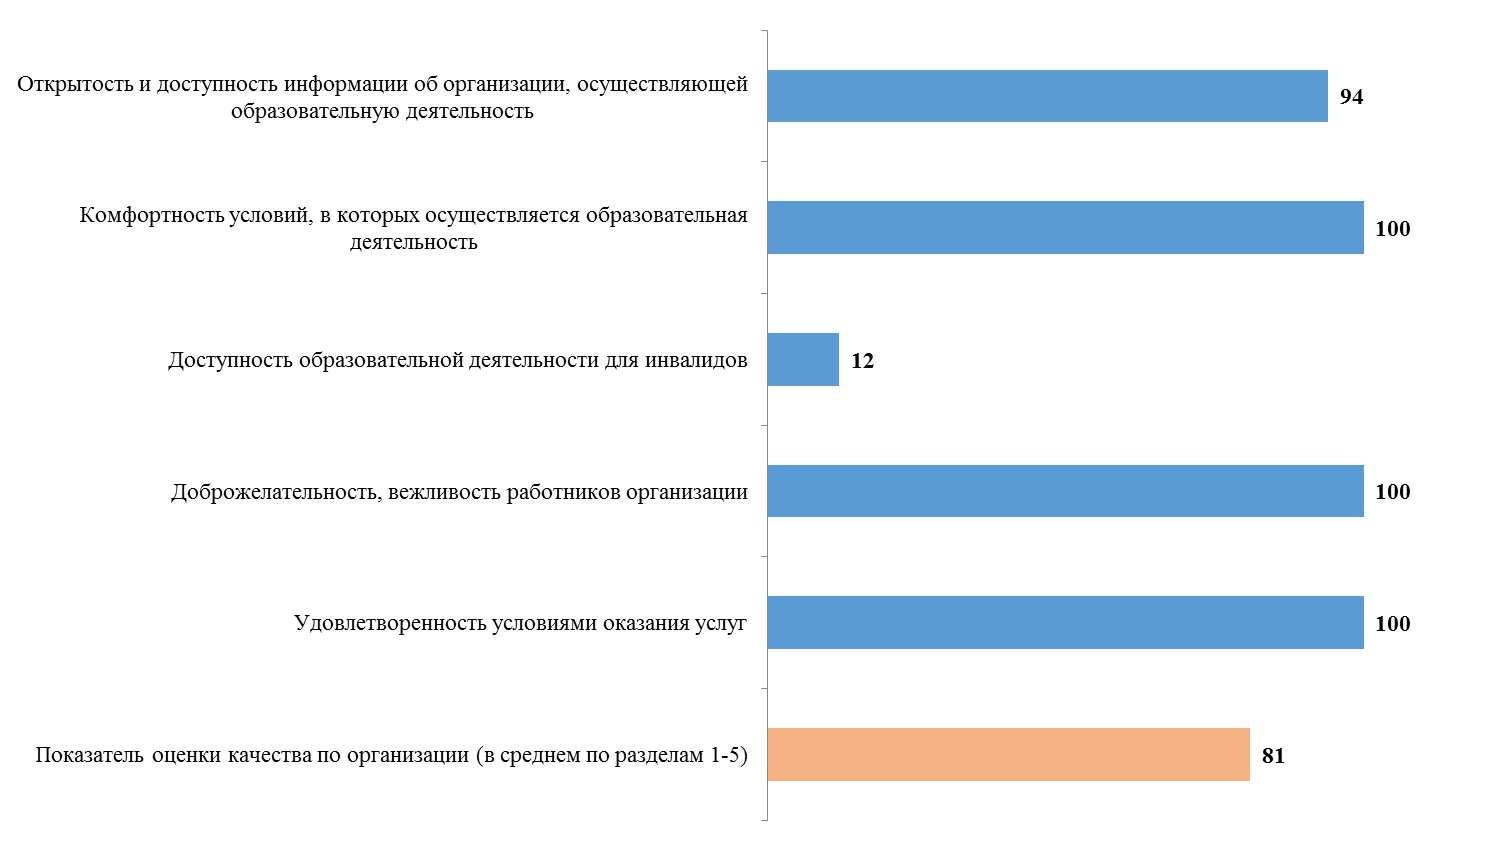 Открытость и доступность информации об организации, осуществляющей
образовательную деятельность
94
Комфортность условий, в которых осуществляется образовательная
деятельность
100
Доступность образовательной деятельности для инвалидов
12
Доброжелательность, вежливость работников организации
100
Удовлетворенность условиями оказания услуг
100
Показатель оценки качества по организации (в среднем по разделам 1-5)
81